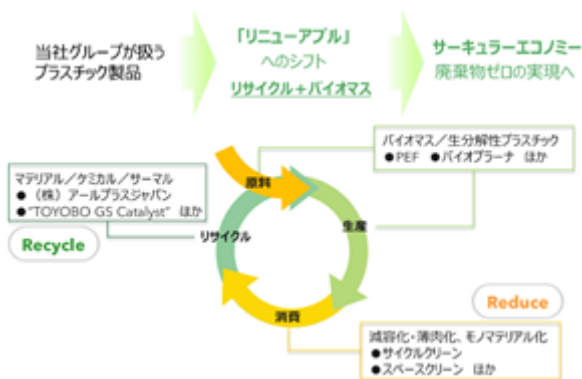 当社グループが扱う
プラスチック製品
「リニューアブル」
へのシフト
リサイクル＋バイオマス
サーキュラーエコノミー
廃棄物ゼロの実現へ
バイオマス／生分解性プラスチック
●PEF ●バイオプラーナ ほか
原料
マテリアル／ケミカル／サーマル
● （株）アールプラスジャパン
●"TOYOBO GS Catalyst" ほか
リサイクル
生産
Recycle
Reduce
消費
減容化・薄肉化、モノマテリアル化
●サイクルクリーン
●スペースクリーン ほか